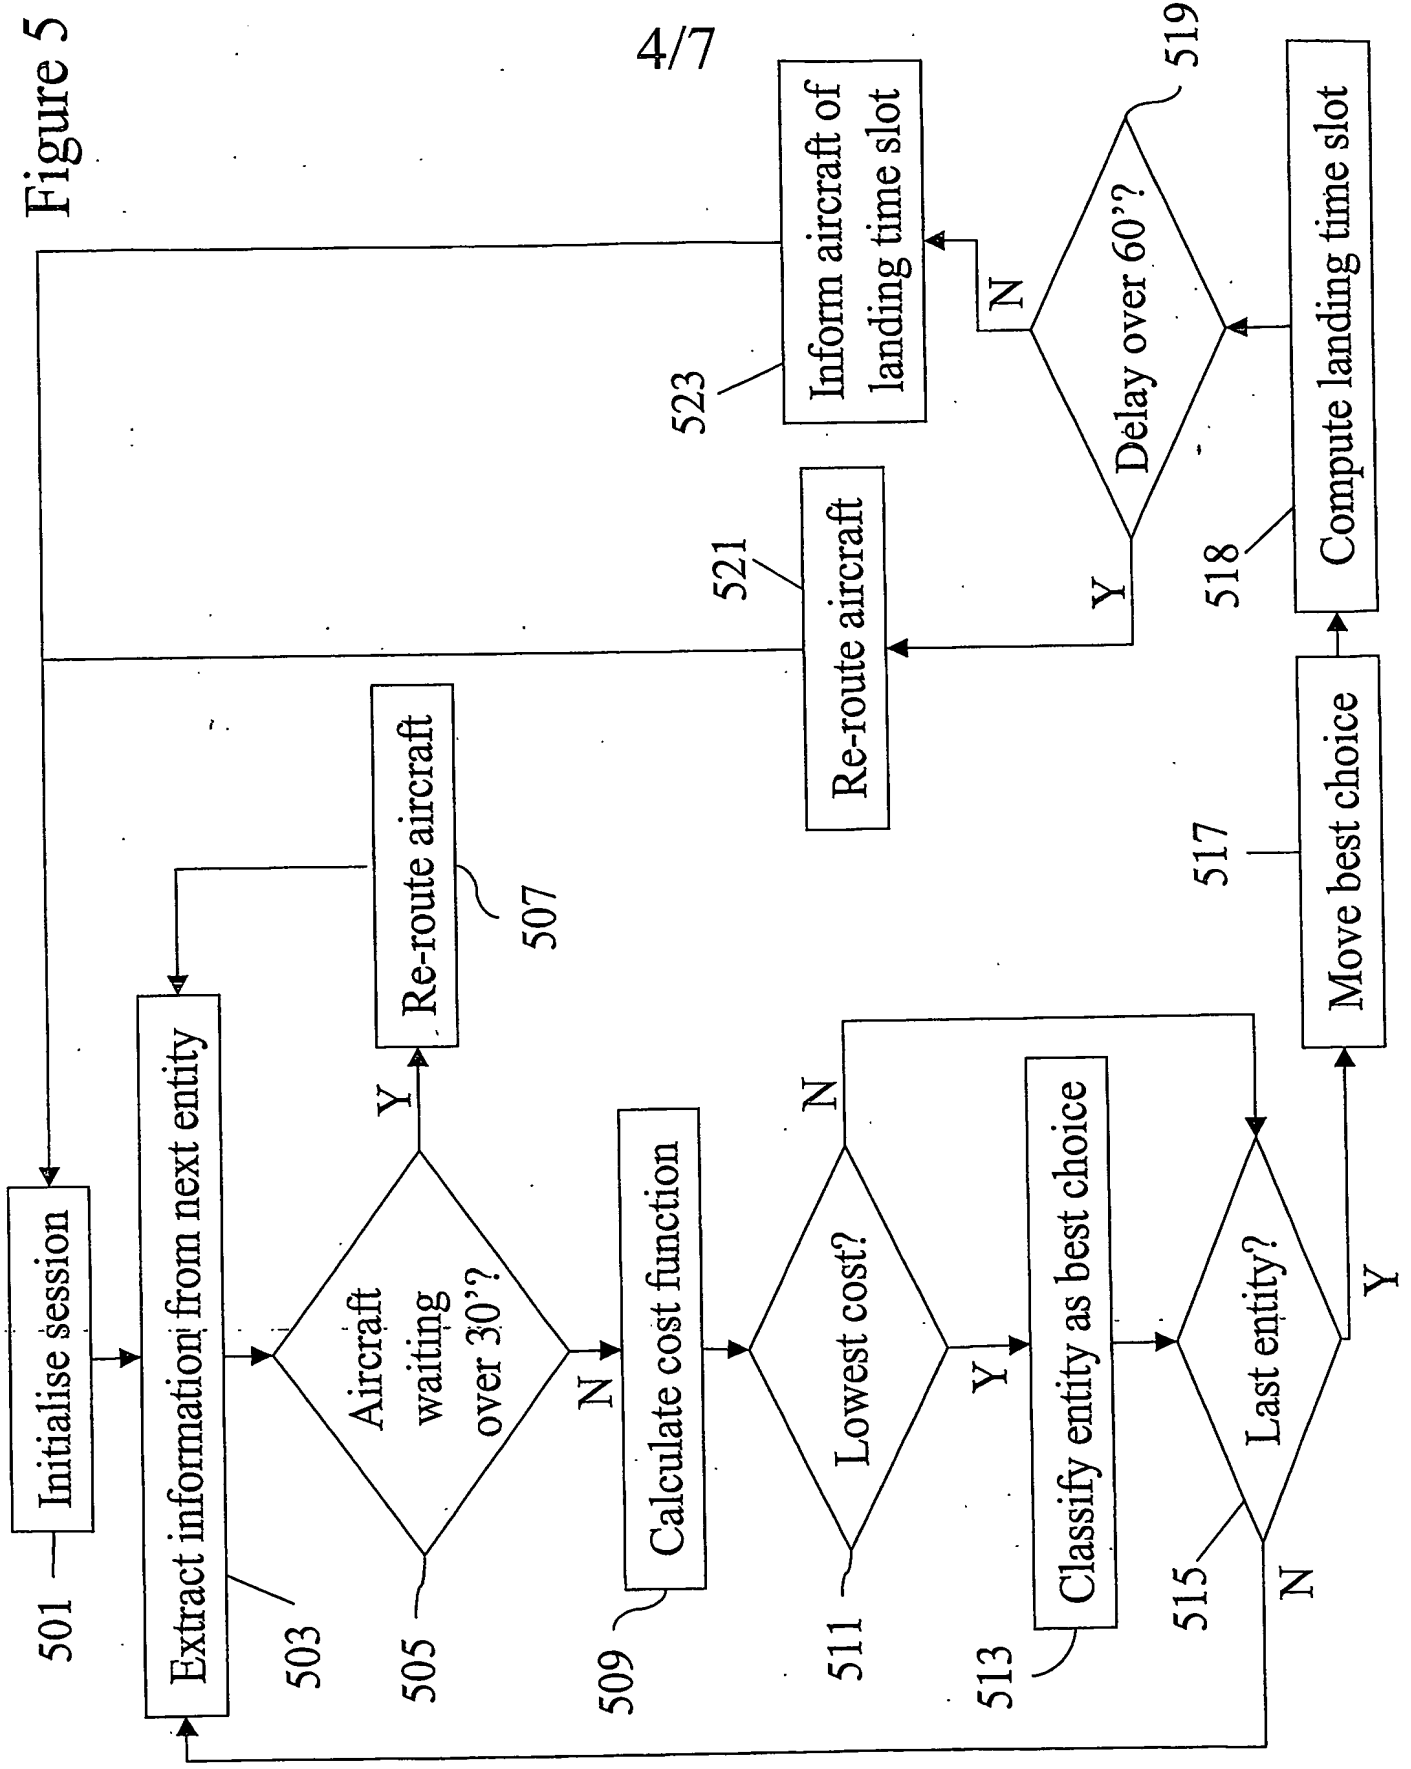 4/7
Figure 5
501
Initialise session
503
Extract information from next entity
505
Aircraft
waiting
over 30'?
Y
N
507
Re-route aircraft
509
Calculate cost function
511
Lowest cost?
N
Y
513
Classify entity as best choice
515
Last entity?
N
Y
517
Move best choice
518
Compute landing time slot
519
Delay over 60'?
Y
N
521
Re-route aircraft
523
Inform aircraft of
landing time slot